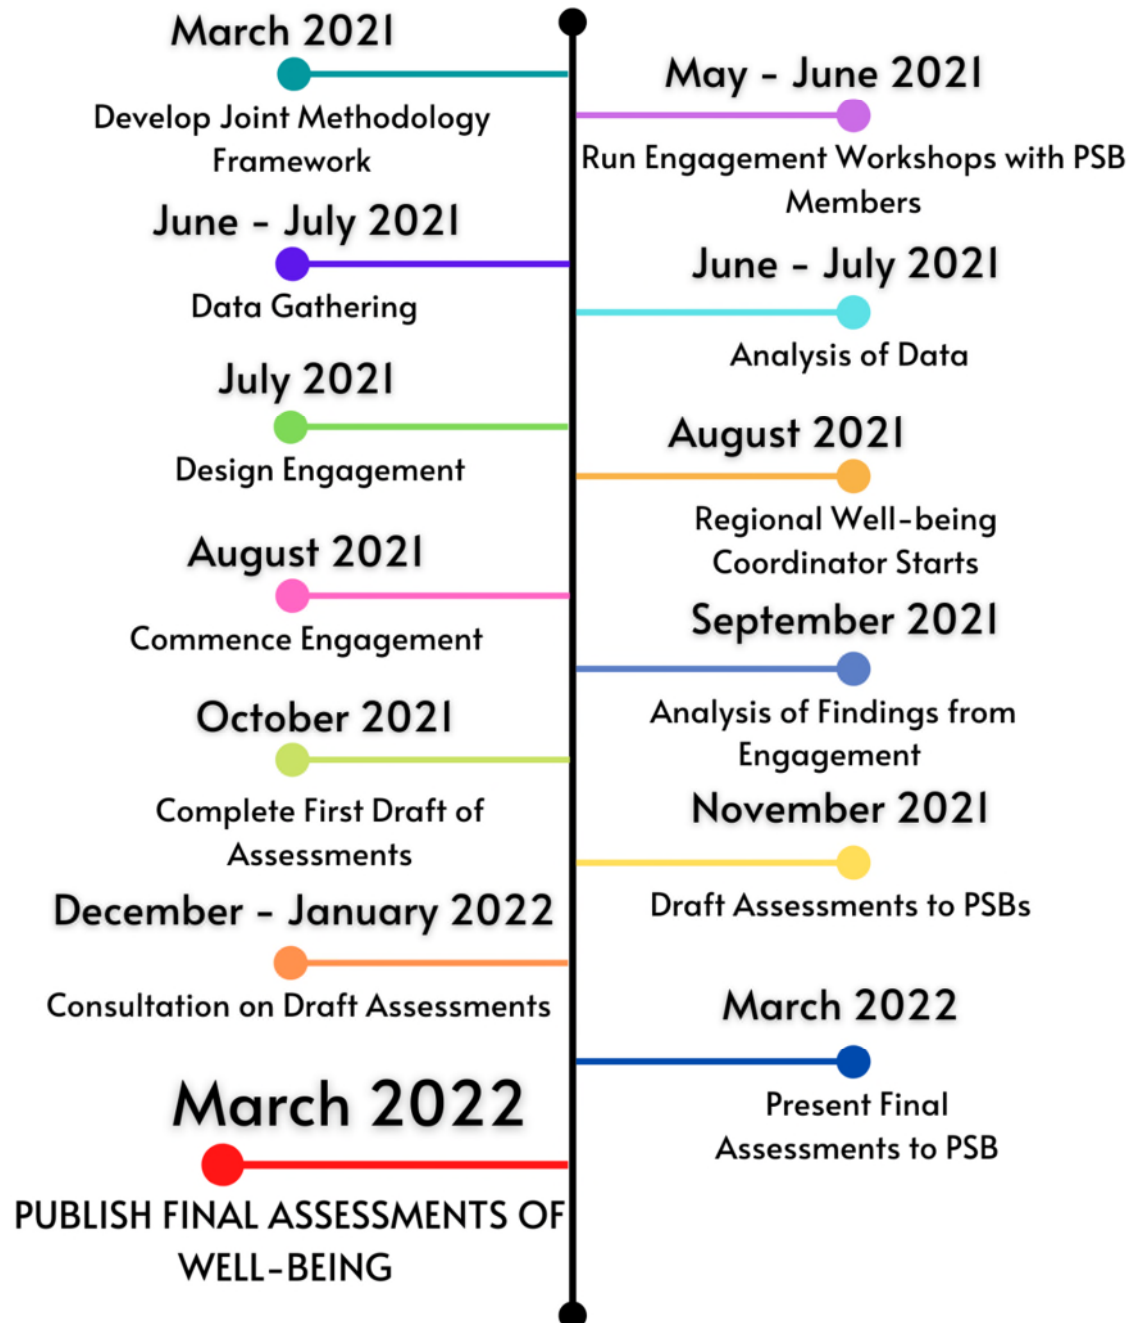 March 2021
Develop Joint Methodology
Framework
May - June 2021
Run Engagement Workshops with PSB
Members
June - July 2021
Data Gathering
June - July 2021
Analysis of Data
July 2021
Design Engagement
August 2021
Regional Well-being
Coordinator Starts
August 2021
Commence Engagement
September 2021
Analysis of Findings from
Engagement
October 2021
Complete First Draft of
Assessments
November 2021
Draft Assessments to PSBs
December - January 2022
Consultation on Draft Assessments
March 2022
Present Final
Assessments to PSB
March 2022
PUBLISH FINAL ASSESSMENTS OF
WELL-BEING